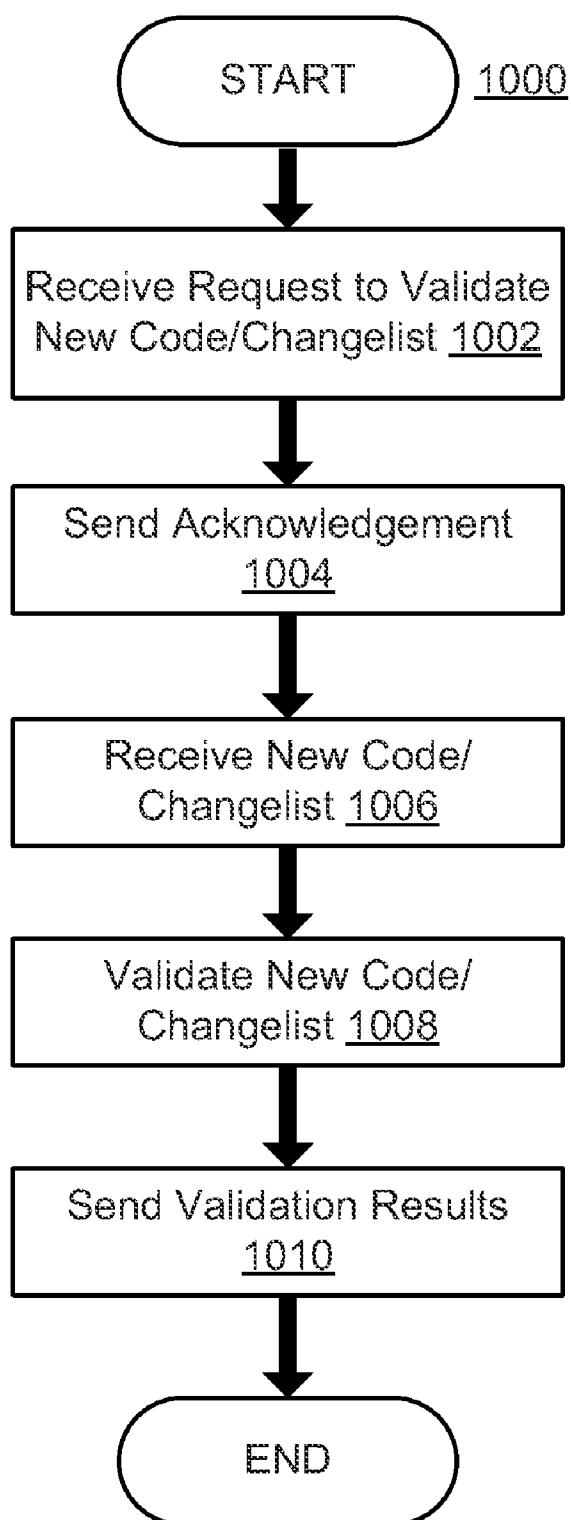 START
1000
Receive Request to Validate
New Code/Changelist 1002
Send Acknowledgement
1004
Receive New Code/
Changelist 1006
Validate New Code/
Changelist 1008
Send Validation Results
1010
END